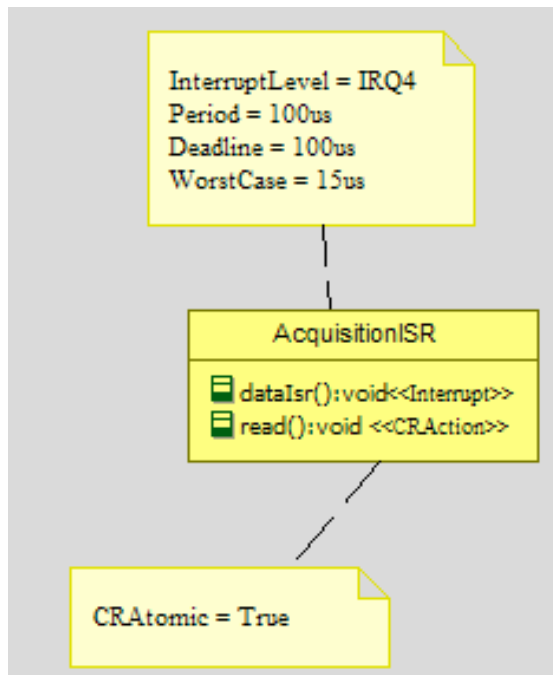 InterruptLevel = IRQ4
Period = 100us
Deadline = 100us
WorstCase = 15us
AcquisitionISR
dataIsr():void<<Interrupt>>
read():void <<CRAction>>
CRAtomic = True